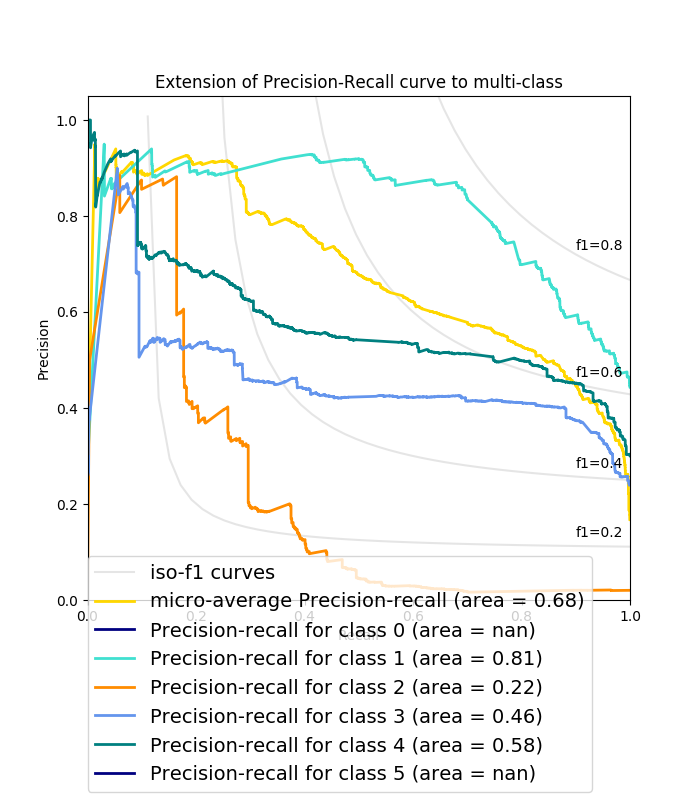 Extension of Precision-Recall curve to multi-class
1.0
0.8
0.6
0.4
0.2
0.0
Precision
f1=0.8
f1=0.6
f1=0.4
f1=0.2
0.0 0.2 0.4 0.6 0.8 1.0
Recall
iso-f1 curves
micro-average Precision-recall (area = 0.68)
Precision-recall for class 0 (area = nan)
Precision-recall for class 1 (area = 0.81)
Precision-recall for class 2 (area = 0.22)
Precision-recall for class 3 (area = 0.46)
Precision-recall for class 4 (area = 0.58)
Precision-recall for class 5 (area = nan)